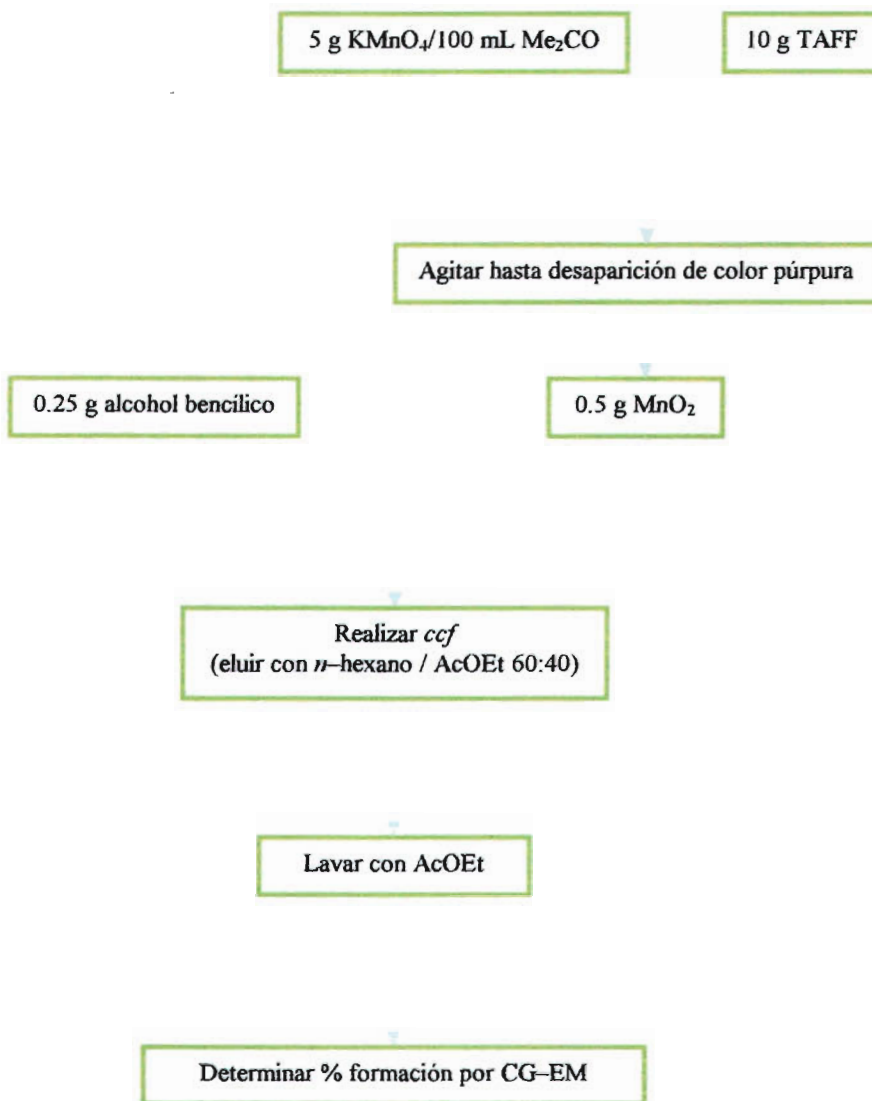 5 g KMnO₄/100 mL Me₂CO
10 g TAFF
Agitar hasta desaparición de color púrpura
0.25 g alcohol bencílico
0.5 g MnO₂
Realizar ccf
(eluir con n–hexano / AcOEt 60:40)
Lavar con AcOEt
Determinar % formación por CG–EM